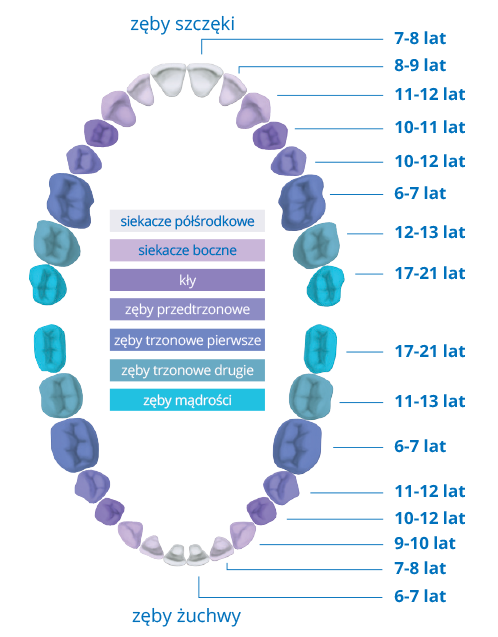 zęby szczęki
7-8 lat
8-9 lat
11-12 lat
10-11 lat
10-12 lat
6-7 lat
12-13 lat
17-21 lat
siekacze półśrodkowe
siekacze boczne
kły
zęby przedtrzonowe
zęby trzonowe pierwsze
zęby trzonowe drugie
zęby mądrości
17-21 lat
11-13 lat
6-7 lat
11-12 lat
10-12 lat
9-10 lat
7-8 lat
6-7 lat
zęby żuchwy